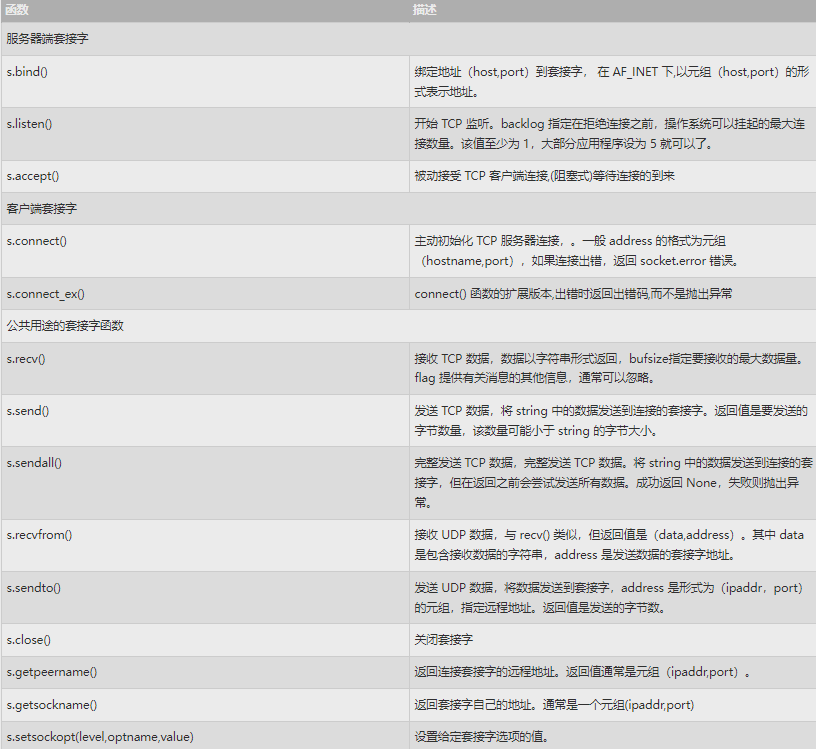 函数 描述
服务器端套接字
s.bind() 绑定地址（host,port）到套接字， 在 AF_INET 下,以元组（host,port）的形
式表示地址。
s.listen() 开始 TCP 监听。backlog 指定在拒绝连接之前，操作系统可以挂起的最大连
接数量。该值至少为 1，大部分应用程序设为 5 就可以了。
s.accept() 被动接受 TCP 客户端连接,(阻塞式)等待连接的到来
客户端套接字
s.connect() 主动初始化 TCP 服务器连接，。一般 address 的格式为元组
（hostname,port），如果连接出错，返回 socket.error 错误。
s.connect_ex() connect() 函数的扩展版本,出错时返回出错码,而不是抛出异常
公共用途的套接字函数
s.recv() 接收 TCP 数据，数据以字符串形式返回，bufsize指定要接收的最大数据量。
flag 提供有关消息的其他信息，通常可以忽略。
s.send() 发送 TCP 数据，将 string 中的数据发送到连接的套接字。返回值是要发送的
字节数量，该数量可能小于 string 的字节大小。
s.sendall() 完整发送 TCP 数据，完整发送 TCP 数据。将 string 中的数据发送到连接的套
接字，但在返回之前会尝试发送所有数据。成功返回 None，失败则抛出异
常。
s.recvfrom() 接收 UDP 数据，与 recv() 类似，但返回值是（data,address）。其中 data
是包含接收数据的字符串，address 是发送数据的套接字地址。
s.sendto() 发送 UDP 数据，将数据发送到套接字，address 是形式为（ipaddr，port）
的元组，指定远程地址。返回值是发送的字节数。
s.close() 关闭套接字
s.getpeername() 返回连接套接字的远程地址。返回值通常是元组（ipaddr,port）。
s.getsockname() 返回套接字自己的地址。通常是一个元组(ipaddr,port)
s.setsockopt(level,optname,value) 设置给定套接字选项的值。